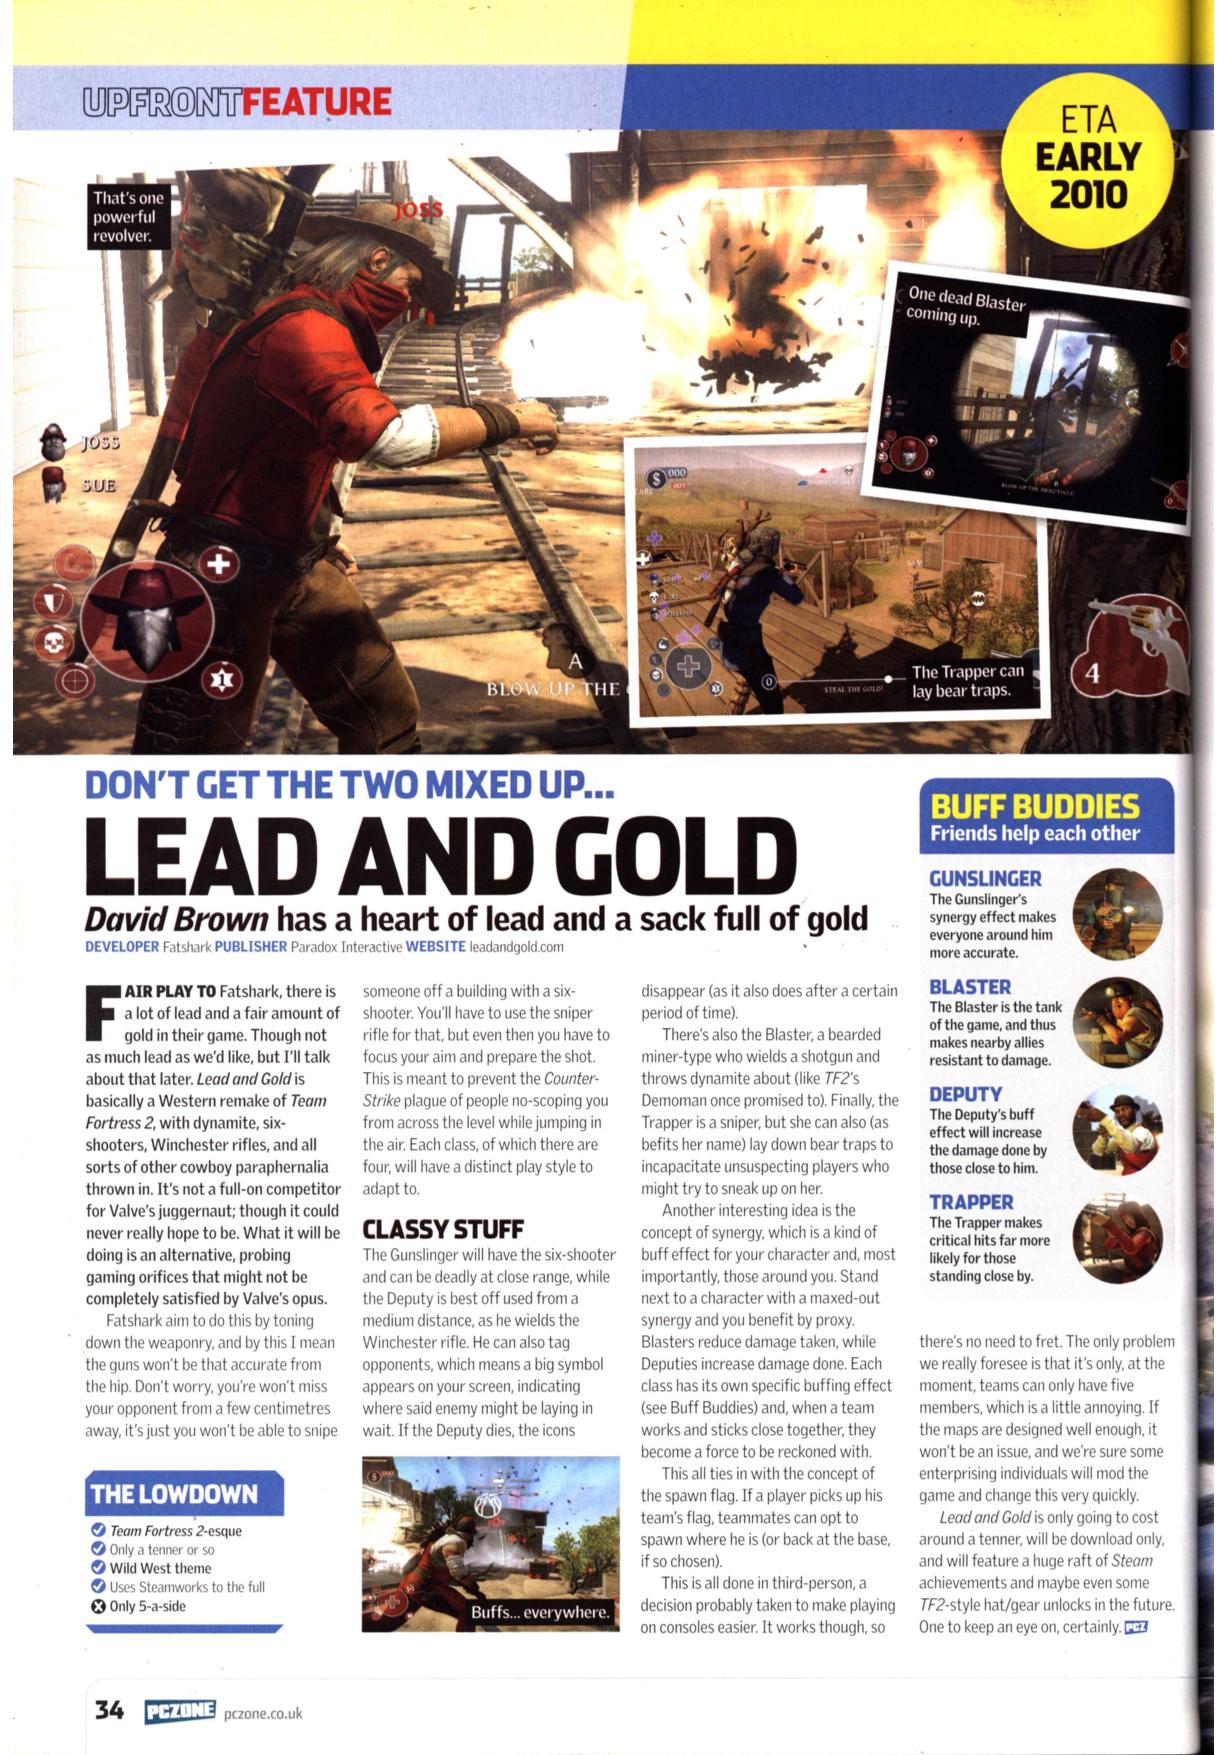 UPFRONTFEATURE
ETA
EARLY
2010
That's one
powerful
revolver.
JOSS
One dead Blaster
coming up.
BLOW UP THE OBJECTIVES!
JOSS
SUE
$ 000
SAM
0
STEAL THE GOLD!
The Trapper can
lay bear traps.
1
A
BLOW UP THE
4
DON'T GET THE TWO MIXED UP...
LEAD AND GOLD
David Brown has a heart of lead and a sack full of gold
DEVELOPER Fatshark PUBLISHER Paradox Interactive WEBSITE leadandgold.com
FAIR PLAY TO Fatshark, there is
a lot of lead and a fair amount of
gold in their game. Though not
as much lead as we'd like, but I'll talk
about that later. Lead and Gold is
basically a Western remake of Team
Fortress 2, with dynamite, six-
shooters, Winchester rifles, and all
sorts of other cowboy paraphernalia
thrown in. It's not a full-on competitor
for Valve's juggernaut; though it could
never really hope to be. What it will be
doing is an alternative, probing
gaming orifices that might not be
completely satisfied by Valve's opus.
Fatshark aim to do this by toning
down the weaponry, and by this I mean
the guns won't be that accurate from
the hip. Don't worry, you're won't miss
your opponent from a few centimetres
away, it's just you won't be able to snipe
THE LOWDOWN
Team Fortress 2-esque
Only a tenner or so
Wild West theme
Uses Steamworks to the full
Only 5-a-side
someone off a building with a six-
shooter. You'll have to use the sniper
rifle for that, but even then you have to
focus your aim and prepare the shot.
This is meant to prevent the Counter-
Strike plague of people no-scoping you
from across the level while jumping in
the air. Each class, of which there are
four, will have a distinct play style to
adapt to.
CLASSY STUFF
The Gunslinger will have the six-shooter
and can be deadly at close range, while
the Deputy is best off used from a
medium distance, as he wields the
Winchester rifle. He can also tag
opponents, which means a big symbol
appears on your screen, indicating
where said enemy might be laying in
wait. If the Deputy dies, the icons
Buffs... everywhere.
disappear (as it also does after a certain
period of time).
There's also the Blaster, a bearded
miner-type who wields a shotgun and
throws dynamite about (like TF2's
Demoman once promised to). Finally, the
Trapper is a sniper, but she can also (as
befits her name) lay down bear traps to
incapacitate unsuspecting players who
might try to sneak up on her.
Another interesting idea is the
concept of synergy, which is a kind of
buff effect for your character and, most
importantly, those around you. Stand
next to a character with a maxed-out
synergy and you benefit by proxy.
Blasters reduce damage taken, while
Deputies increase damage done. Each
class has its own specific buffing effect
(see Buff Buddies) and, when a team
works and sticks close together, they
become a force to be reckoned with.
This all ties in with the concept of
the spawn flag. If a player picks up his
team's flag, teammates can opt to
spawn where he is (or back at the base,
if so chosen).
This is all done in third-person, a
decision probably taken to make playing
on consoles easier. It works though, so
BUFF BUDDIES
Friends help each other
GUNSLINGER
The Gunslinger's
synergy effect makes
everyone around him
more accurate.
BLASTER
The Blaster is the tank
of the game, and thus
makes nearby allies
resistant to damage.
DEPUTY
The Deputy's buff
effect will increase
the damage done by
those close to him.
TRAPPER
The Trapper makes
critical hits far more
likely for those
standing close by.
there's no need to fret. The only problem
we really foresee is that it's only, at the
moment, teams can only have five
members, which is a little annoying. If
the maps are designed well enough, it
won't be an issue, and we're sure some
enterprising individuals will mod the
game and change this very quickly.
Lead and Gold is only going to cost
around a tenner, will be download only,
and will feature a huge raft of Steam
achievements and maybe even some
TF2-style hat/gear unlocks in the future.
One to keep an eye on, certainly. PCZ
34 PCZONE pczone.co.uk